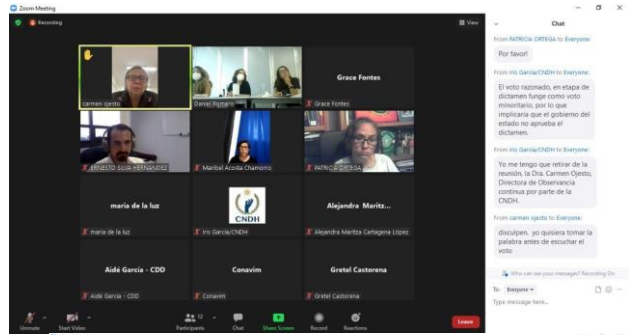 Zoom Meeting
Recording
View
carmen ojesto
Daniel Romero
Grace Fontes
Grace Fontes
ERNESTO SILVA HERNANDEZ
Maribel Acosta Chamorro
PATRICIA ORTEGA
maria de la luz
maria de la luz
CNDH
Iris García/CNDH
Alejandra Maritz...
Alejandra Maritza Cartagena López
Aidé García - CDD
Aidé García - CDD
Conavim
Conavim
Gretel Castorena
Gretel Castorena
Unmute
Start Video
12
Participants
Chat
Share Screen
Record
Reactions
Leave
Chat
From PATRICIA ORTEGA to Everyone:
Por favor!
From Iris García/CNDH to Everyone:
El voto razonado, en etapa de
dictamen funge como voto
minoritario, por lo que
implicaría que el gobierno del
estado no aprueba el
dictamen.
From Iris García/CNDH to Everyone:
Yo me tengo que retirar de la
reunión, la Dra. Carmen Ojesto,
Directora de Observancia
continua por parte de la
CNDH.
From carmen ojesto to Everyone:
disculpen. yo quisiera tomar la
palabra antes de escuchar el
voto
Who can see your messages? Recording On
To: Everyone
Type message here...